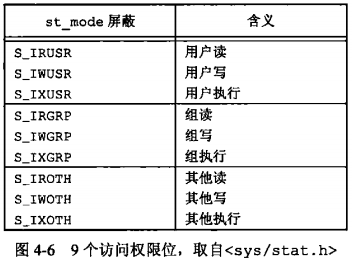 st_mode 屏蔽 含义
S_IRUSR 用户读
S_IWUSR 用户写
S_IXUSR 用户执行
S_IRGRP 组读
S_IWGRP 组写
S_IXGRP 组执行
S_IROTH 其他读
S_IWOTH 其他写
S_IXOTH 其他执行
图 4-6 9 个访问权限位，取自<sys/stat.h>